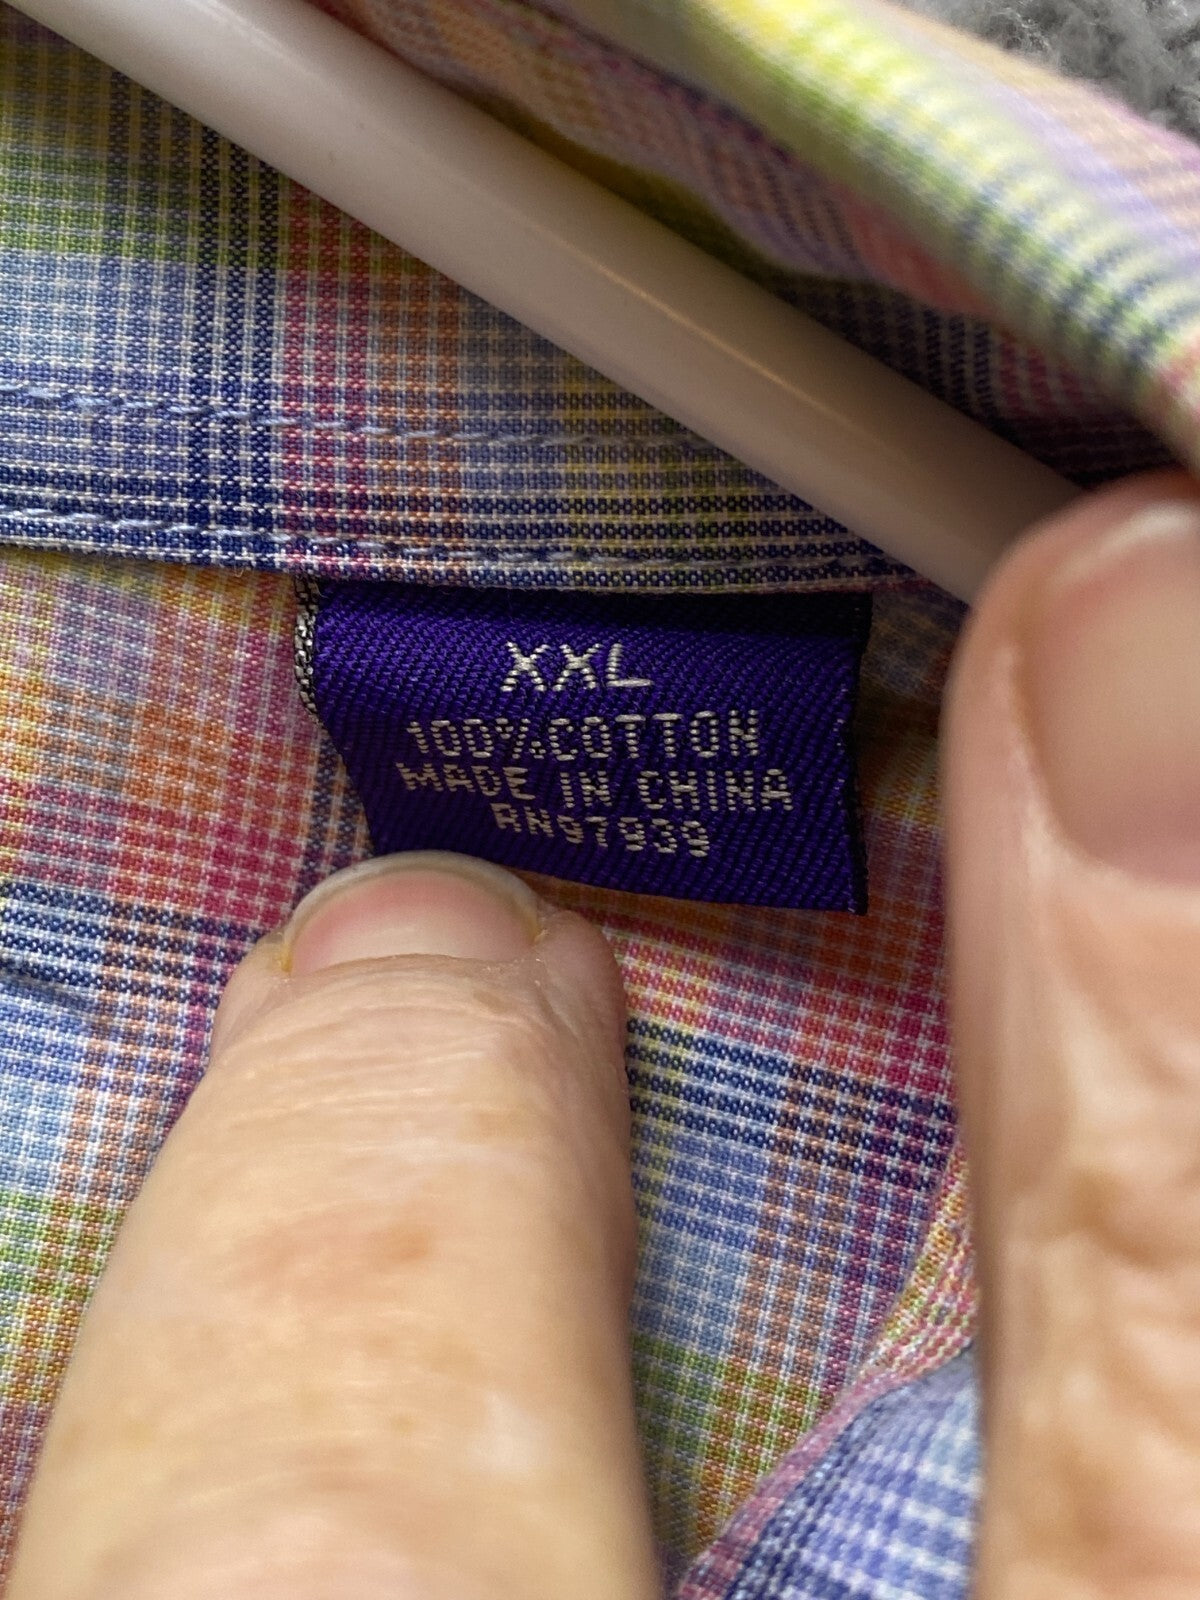 XXL
100% COTTON
MADE IN CHINA
RN97939